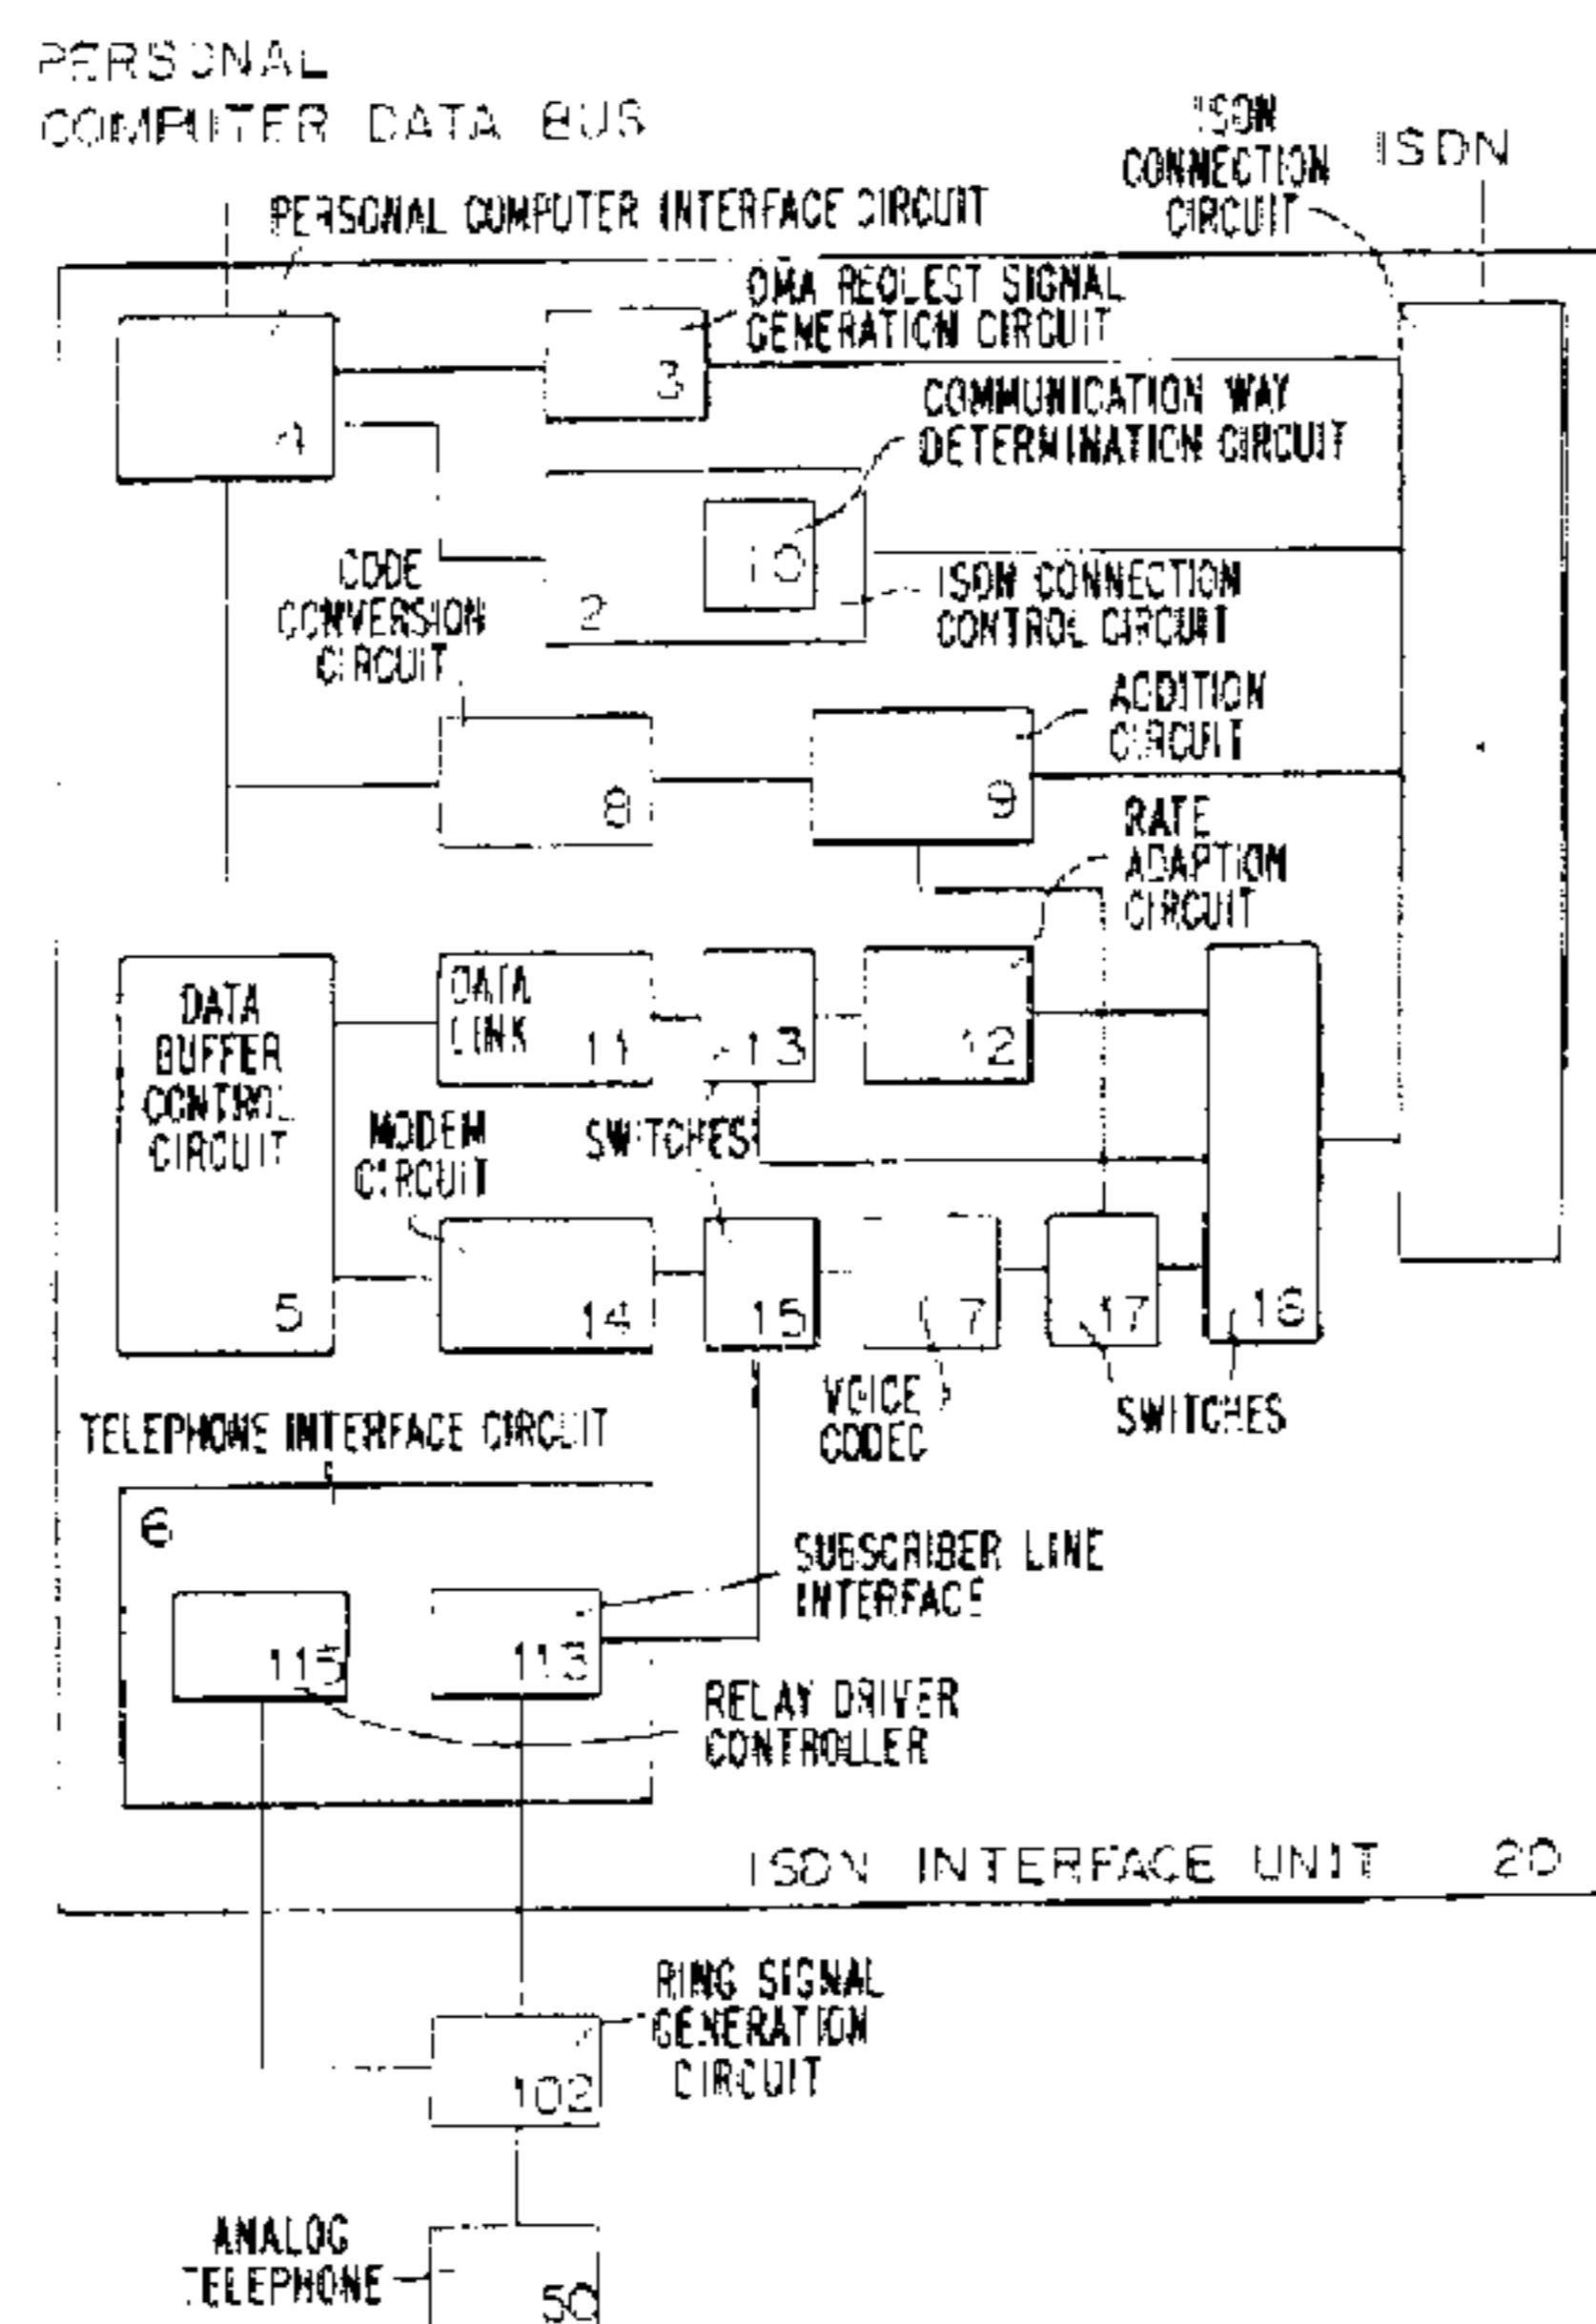 PERSONAL
COMPUTER DATA BUS
ISDN
CONNECTION
CIRCUIT
ISDN
PERSONAL COMPUTER INTERFACE CIRCUIT
DMA REQUEST SIGNAL
GENERATION CIRCUIT
3
4
COMMUNICATION WAY
DETERMINATION CIRCUIT
10
2
ISDN CONNECTION
CONTROL CIRCUIT
CODE
CONVERSION
CIRCUIT
8
ADDITION
CIRCUIT
9
RATE
ADAPTION
CIRCUIT
DATA
BUFFER
CONTROL
CIRCUIT
5
DATA
LINK
11
13
12
SWITCHES
MODEM
CIRCUIT
14
15
7
17
16
VOICE
CODEC
SWITCHES
TELEPHONE INTERFACE CIRCUIT
6
115
113
SUBSCRIBER LINE
INTERFACE
RELAY DRIVER
CONTROLLER
ISDN INTERFACE UNIT 20
RING SIGNAL
GENERATION
CIRCUIT
102
ANALOG
TELEPHONE
50